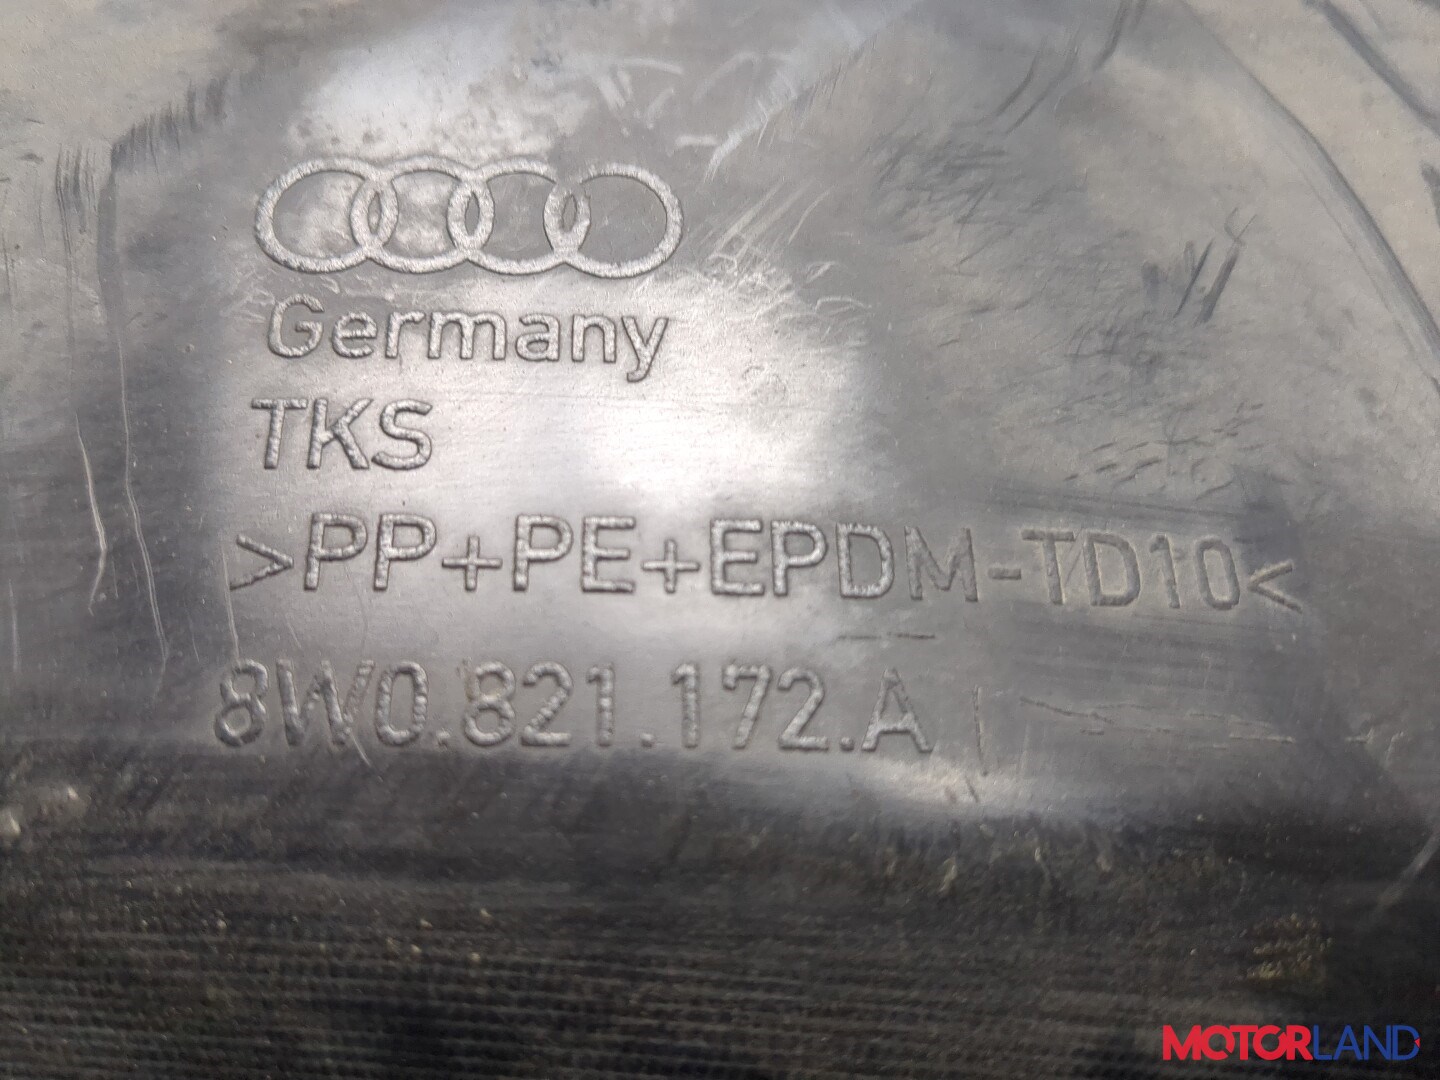 Germany
TKS
>PP+PE+EPDM-TD10<
8W0.821.172.A
MOTORLAND